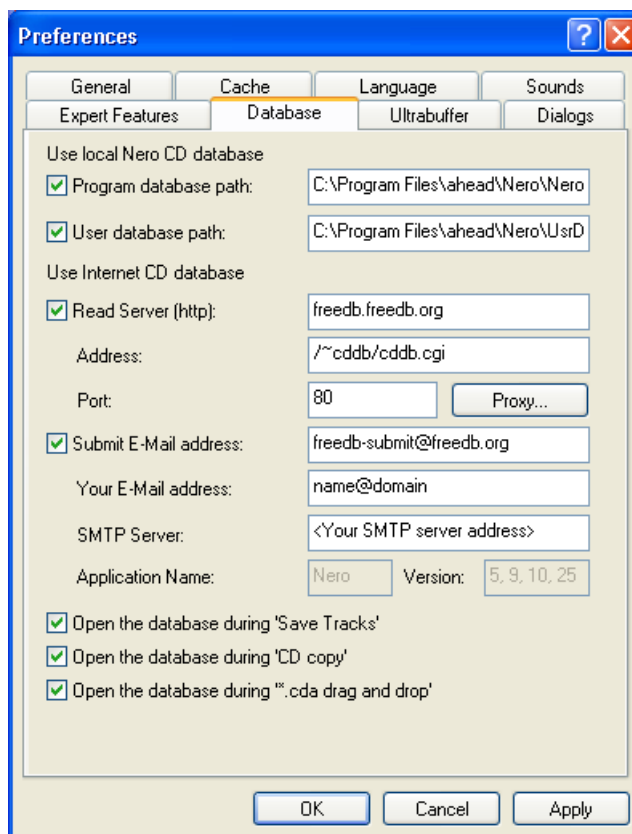 Preferences
General Cache Language Sounds
Expert Features Database Ultrabuffer Dialogs
Use local Nero CD database
Program database path: C:\Program Files\ahead\Nero\Nero
User database path: C:\Program Files\ahead\Nero\UsrD
Use Internet CD database
Read Server (http): freedb.freedb.org
Address: /~cddb/cddb.cgi
Port: 80 Proxy...
Submit E-Mail address: freedb-submit@freedb.org
Your E-Mail address: name@domain
SMTP Server: <Your SMTP server address>
Application Name: Nero Version: 5, 9, 10, 25
Open the database during 'Save Tracks'
Open the database during 'CD copy'
Open the database during '*.cda drag and drop'
OK Cancel Apply